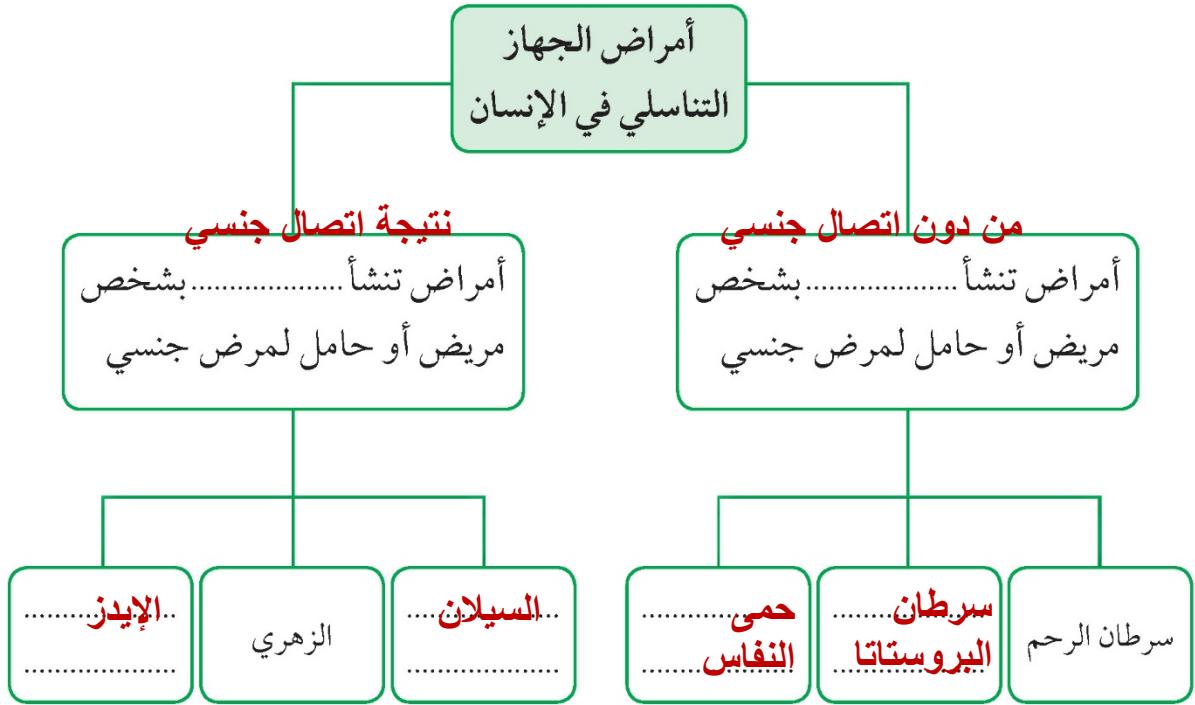 أمراض الجهاز
التناسلي في الإنسان
من دون اتصال جنسي
أمراض تنشأ ................... بشخص
مريض أو حامل لمرض جنسي
نتيجة اتصال جنسي
أمراض تنشأ ................... بشخص
مريض أو حامل لمرض جنسي
سرطان الرحم
سرطان
البروستاتا
حمى
النفاس
السيلان
الزهري
الإيدز